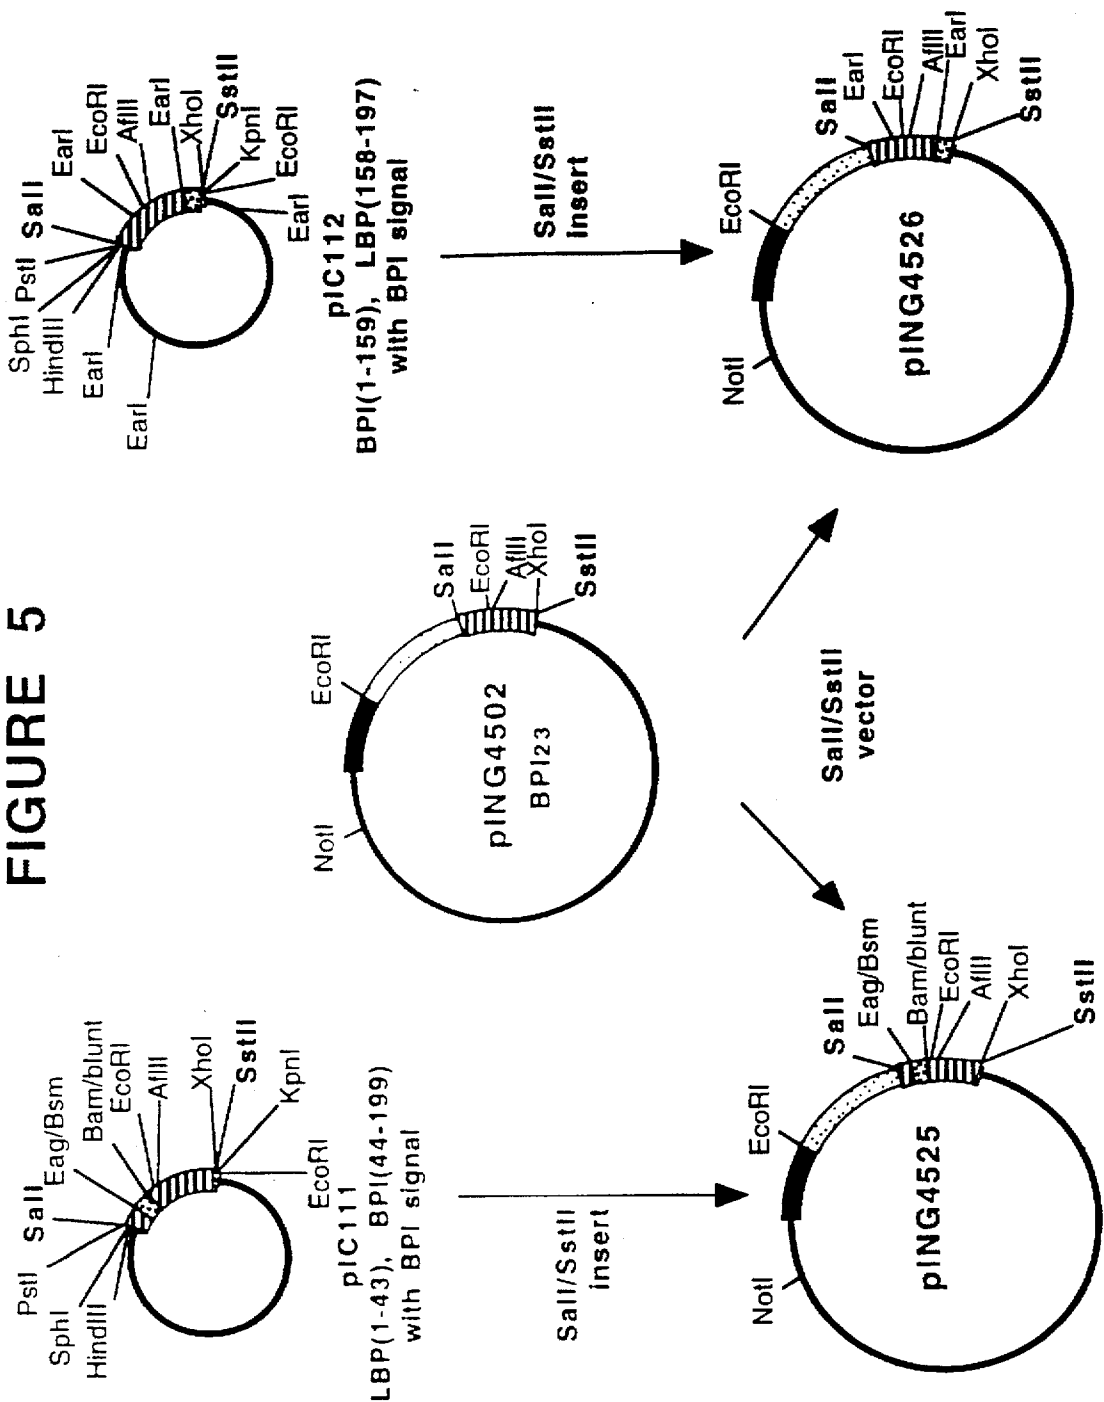 FIGURE 5
SphI
PstI
SalI
HindIII
EarI
EcoRI
AflII
EarI
XhoI
SstII
KpnI
EcoRI
EarI
EarI
EarI
pIC112
BPI(1-159), LBP(158-197)
with BPI signal
SalI/SstII
insert
NotI
EcoRI
SalI
EarI
EcoRI
AflII
EarI
XhoI
SstII
pING4526
NotI
EcoRI
SalI
EcoRI
AflII
XhoI
SstII
pING4502
BPI23
SalI/SstII
vector
PstI
SphI
HindIII
SalI
Eag/Bsm
Bam/blunt
EcoRI
AflII
XhoI
SstII
KpnI
EcoRI
pIC111
LBP(1-43), BPI(44-199)
with BPI signal
SalI/SstII
insert
NotI
EcoRI
SalI
Eag/Bsm
Bam/blunt
EcoRI
AflII
XhoI
SstII
pING4525